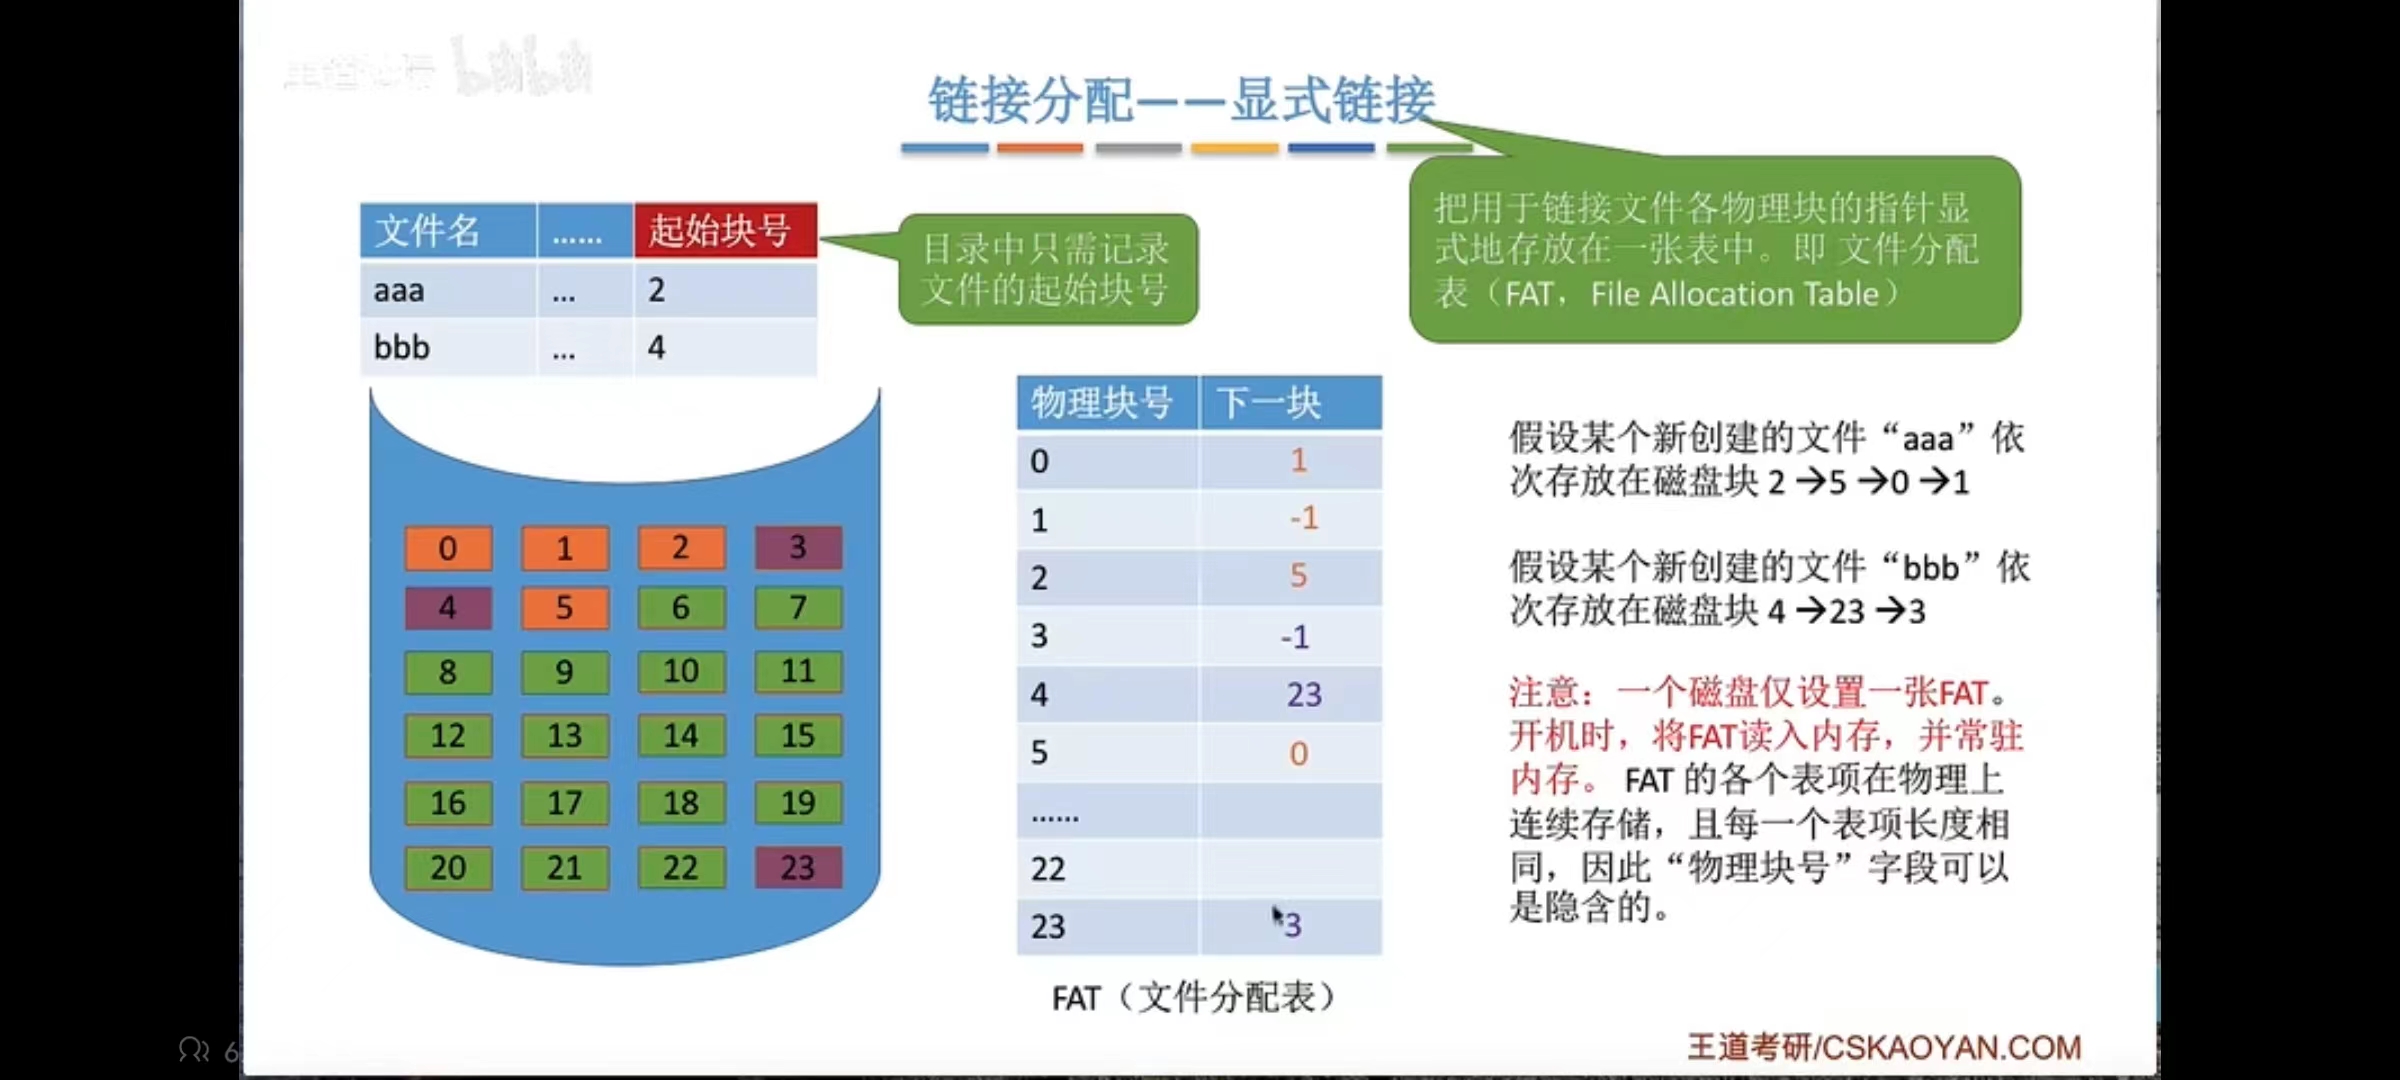 链接分配——显式链接
把用于链接文件各物理块的指针显
式地存放在一张表中。即 文件分配
表（FAT，File Allocation Table）
文件名 …… 起始块号
aaa ... 2
bbb ... 4
目录中只需记录
文件的起始块号
0 1 2 3
4 5 6 7
8 9 10 11
12 13 14 15
16 17 18 19
20 21 22 23
物理块号 下一块
0 1
1 -1
2 5
3 -1
4 23
5 0
……
22
23 3
FAT（文件分配表）
假设某个新创建的文件“aaa”依
次存放在磁盘块 2 →5 →0 →1
假设某个新创建的文件“bbb”依
次存放在磁盘块 4 →23 →3
注意：一个磁盘仅设置一张FAT。
开机时，将FAT读入内存，并常驻
内存。 FAT 的各个表项在物理上
连续存储，且每一个表项长度相
同，因此“物理块号”字段可以
是隐含的。
王道考研/CSKAOYAN.COM
6